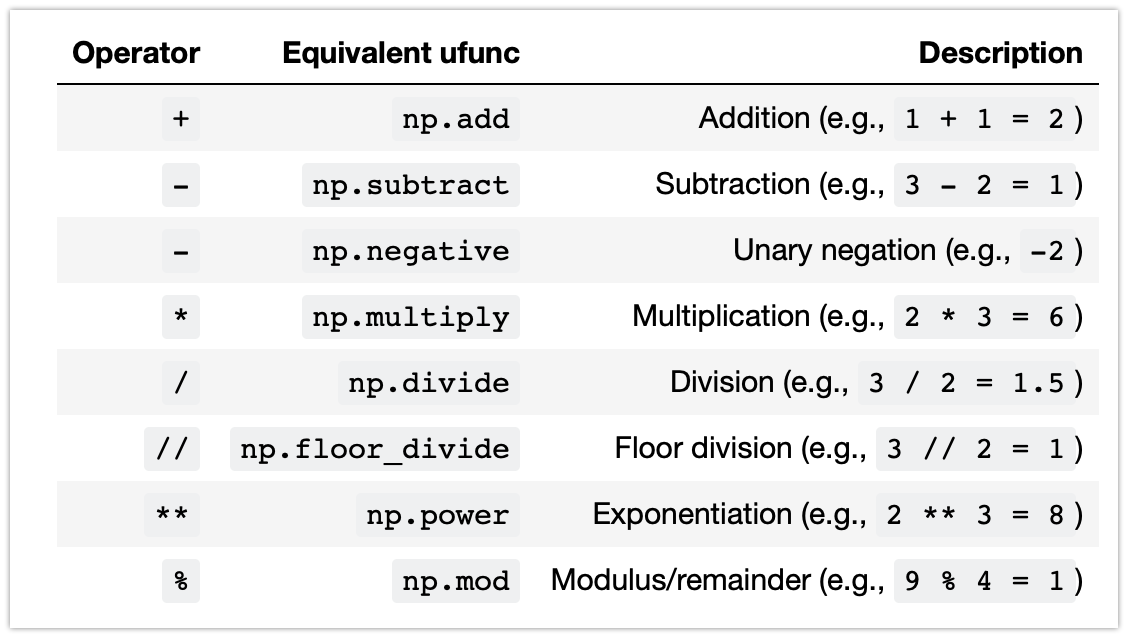 Operator Equivalent ufunc Description
+ np.add Addition (e.g., 1 + 1 = 2)
- np.subtract Subtraction (e.g., 3 - 2 = 1)
- np.negative Unary negation (e.g., -2)
* np.multiply Multiplication (e.g., 2 * 3 = 6)
/ np.divide Division (e.g., 3 / 2 = 1.5)
// np.floor_divide Floor division (e.g., 3 // 2 = 1)
** np.power Exponentiation (e.g., 2 ** 3 = 8)
% np.mod Modulus/remainder (e.g., 9 % 4 = 1)